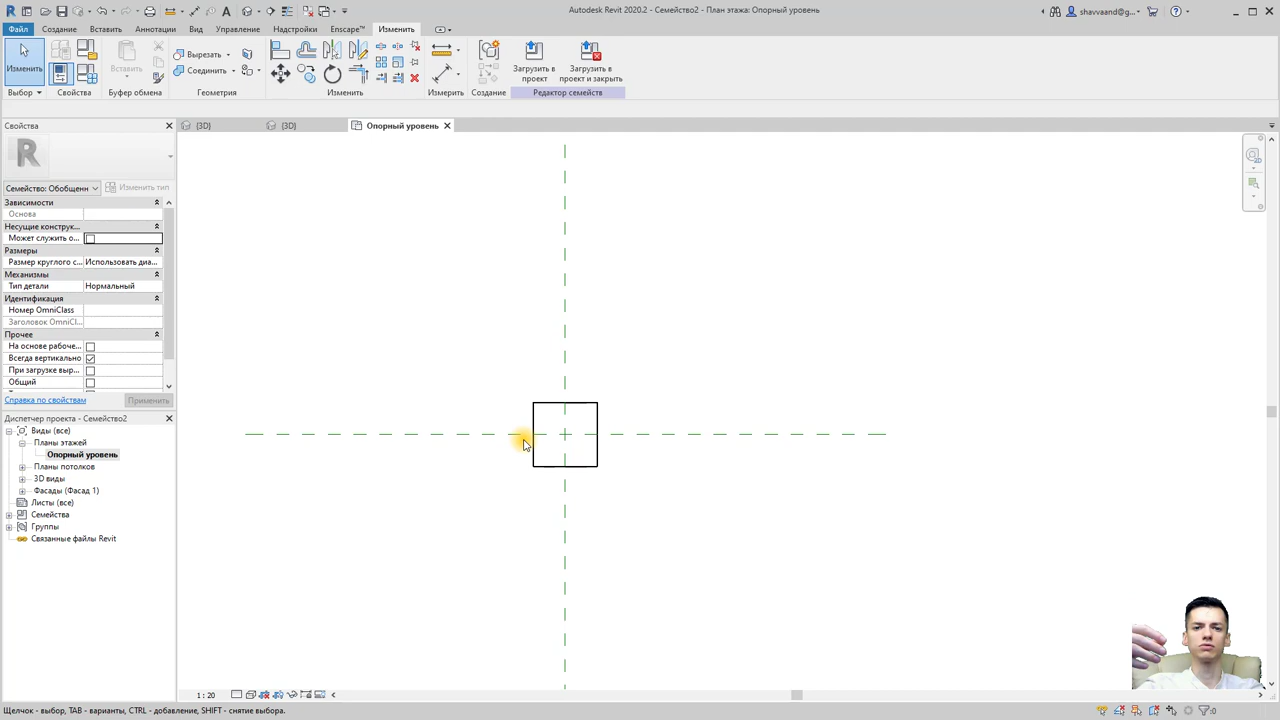 Autodesk Revit 2020.2 - Семейство2 - План этажа: Опорный уровень
shavvaand@g...
Файл Создание Вставить Аннотации Вид Управление Надстройки Enscape™ Изменить
Изменить
Вставить
Вырезать
Соединить
Загрузить в проект
Загрузить в проект и закрыть
Выбор Свойства Буфер обмена Геометрия Изменить Измерить Создание Редактор семейств
Свойства
{3D} {3D} Опорный уровень
R
Семейство: Обобщенн Изменить тип
Зависимости
Основа
Несущие конструк...
Может служить о...
Размеры
Размер круглого с... Использовать диа...
Механизмы
Тип детали Нормальный
Идентификация
Номер OmniClass
Заголовок OmniCl...
Прочее
На основе рабоче...
Всегда вертикально
При загрузке выр...
Общий
Справка по свойствам Применить
Диспетчер проекта - Семейство2
Виды (все)
Планы этажей
Опорный уровень
Планы потолков
3D виды
Фасады (Фасад 1)
Листы (все)
Семейства
Группы
Связанные файлы Revit
1 : 20
Щелчок - выбор, TAB - варианты, CTRL - добавление, SHIFT - снятие выбора.
:0